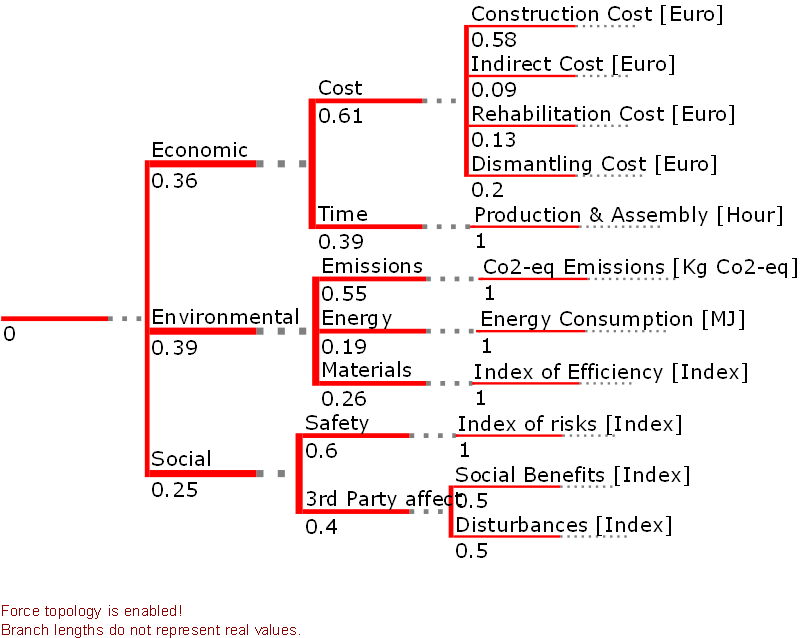 Construction Cost [Euro]
0.58
Indirect Cost [Euro]
Cost
0.09
0.61
Rehabilitation Cost [Euro]
0.13
Economic
Dismantling Cost [Euro]
0.36
0.2
Time
Production & Assembly [Hour]
0.39
1
Emissions
Co2-eq Emissions [Kg Co2-eq]
0.55
1
Environmental
Energy
Energy Consumption [MJ]
0
0.39
0.19
1
Materials
Index of Efficiency [Index]
0.26
1
Safety
Index of risks [Index]
0.6
1
Social
Social Benefits [Index]
0.25
3rd Party affect
0.5
0.4
Disturbances [Index]
0.5
Force topology is enabled!
Branch lengths do not represent real values.